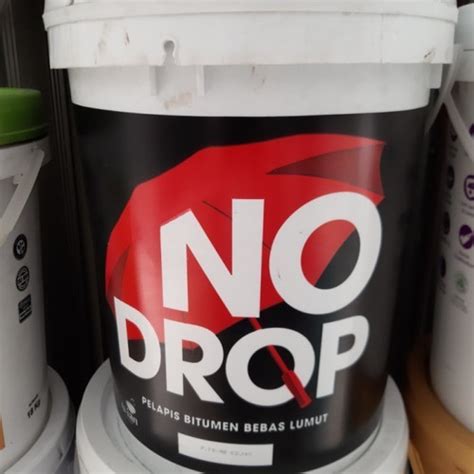 NO
DROP
PELAPIS BITUMEN BEBAS LUMUT